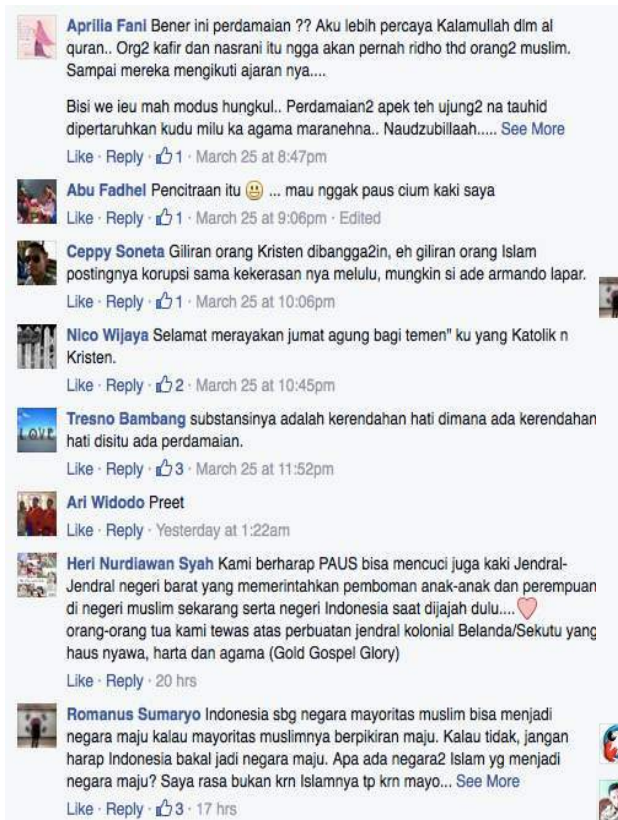 Aprilia Fani Bener ini perdamaian ?? Aku lebih percaya Kalamullah dlm al
quran.. Org2 kafir dan nasrani itu ngga akan pernah ridho thd orang2 muslim.
Sampai mereka mengikuti ajaran nya....
Bisi we ieu mah modus hungkul.. Perdamaian2 apek teh ujung2 na tauhid
dipertaruhkan kudu milu ka agama maranehna.. Naudzubillaah..... See More
Like · Reply · 1 · March 25 at 8:47pm
Abu Fadhel Pencitraan itu 😃 ... mau nggak paus cium kaki saya
Like · Reply · 1 · March 25 at 9:06pm · Edited
Ceppy Soneta Giliran orang Kristen dibangga2in, eh giliran orang Islam
postingnya korupsi sama kekerasan nya melulu, mungkin si ade armando lapar.
Like · Reply · 1 · March 25 at 10:06pm
Nico Wijaya Selamat merayakan jumat agung bagi temen" ku yang Katolik n
Kristen.
Like · Reply · 2 · March 25 at 10:45pm
Tresno Bambang substansinya adalah kerendahan hati dimana ada kerendahan
hati disitu ada perdamaian.
Like · Reply · 3 · March 25 at 11:52pm
Ari Widodo Preet
Like · Reply · Yesterday at 1:22am
Heri Nurdiawan Syah Kami berharap PAUS bisa mencuci juga kaki Jendral-
Jendral negeri barat yang memerintahkan pemboman anak-anak dan perempuan
di negeri muslim sekarang serta negeri Indonesia saat dijajah dulu....
orang-orang tua kami tewas atas perbuatan jendral kolonial Belanda/Sekutu yang
haus nyawa, harta dan agama (Gold Gospel Glory)
Like · Reply · 20 hrs
Romanus Sumaryo Indonesia sbg negara mayoritas muslim bisa menjadi
negara maju kalau mayoritas muslimnya berpikiran maju. Kalau tidak, jangan
harap Indonesia bakal jadi negara maju. Apa ada negara2 Islam yg menjadi
negara maju? Saya rasa bukan krn Islamnya tp krn mayo... See More
Like · Reply · 3 · 17 hrs
LOVE